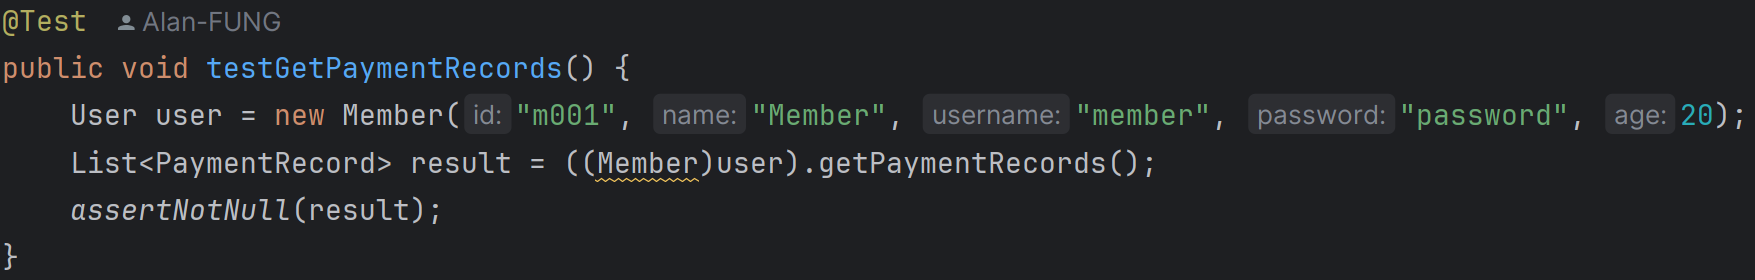 @Test Alan-FUNG
public void testGetPaymentRecords() {
User user = new Member( id: "m001", name: "Member", username: "member", password: "password", age: 20);
List<PaymentRecord> result = ((Member)user).getPaymentRecords();
assertNotNull(result);
}